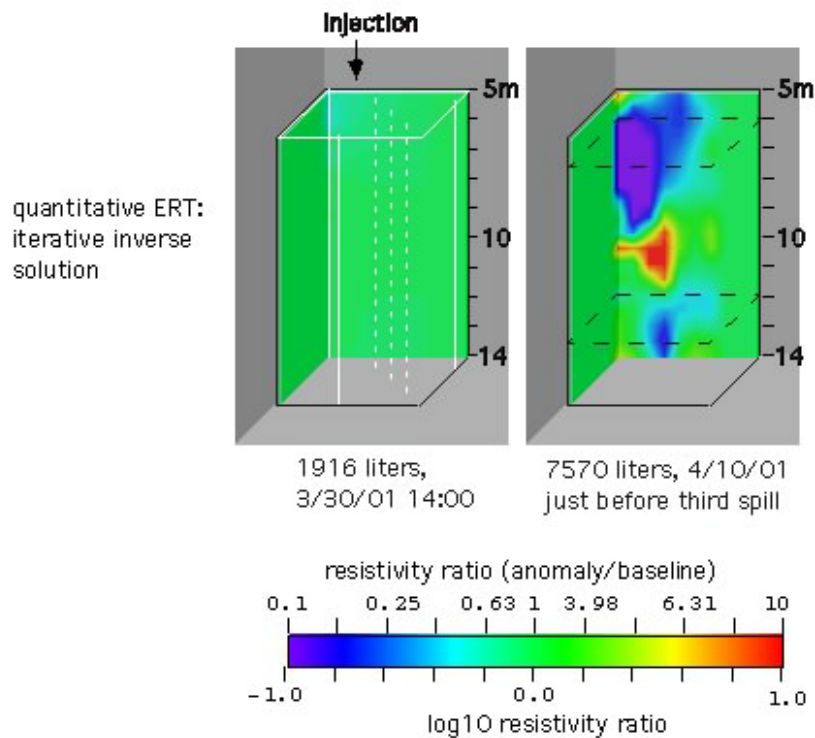 Injection
5m
10
14
5m
10
14
quantitative ERT:
iterative inverse
solution
1916 liters,
3/30/01 14:00
7570 liters, 4/10/01
just before third spill
resistivity ratio (anomaly/baseline)
0.1 0.25 0.63 1 3.98 6.31 10
-1.0 0.0 1.0
log10 resistivity ratio